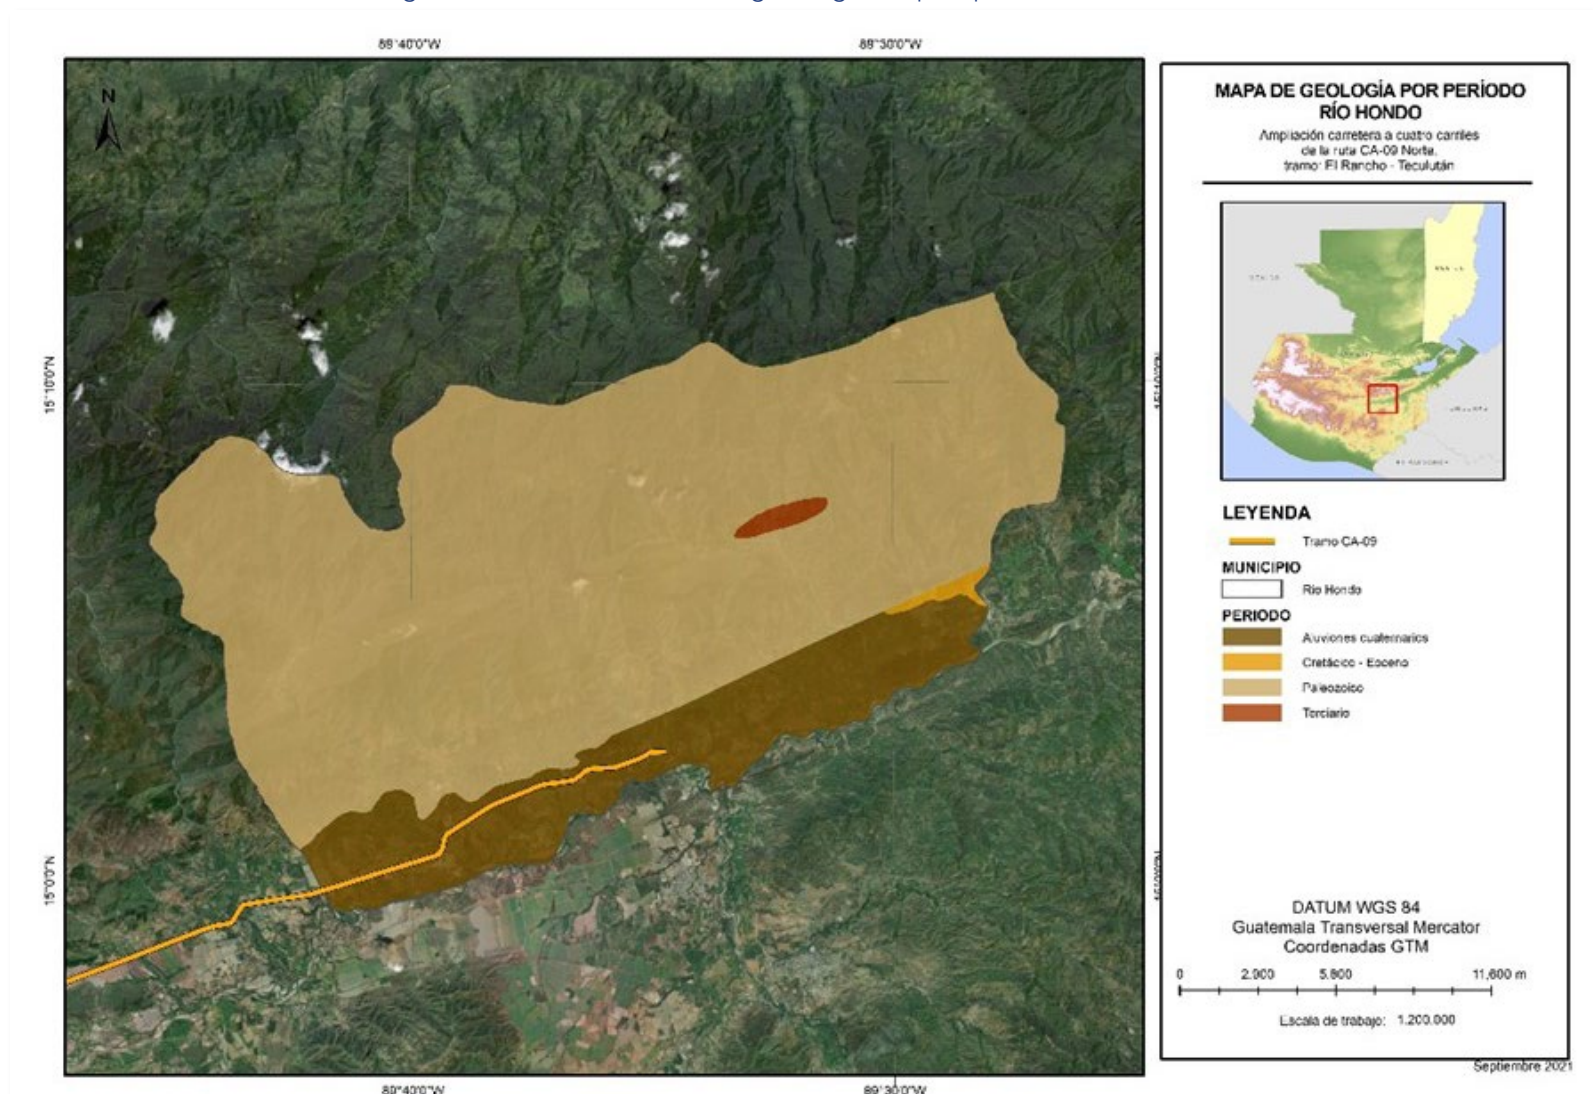 89°40'0"W
89°30'0"W
N
15°10'0"N
15°0'0"N
89°40'0"W
89°30'0"W
MAPA DE GEOLOGÍA POR PERÍODO
RÍO HONDO
Ampliación carretera a cuatro carriles
de la ruta CA-09 Norte,
tramo: El Rancho - Teculután
LEYENDA
Tramo CA-09
MUNICIPIO
Río Hondo
PERIODO
Aluviones cuaternarios
Cretácico - Eoceno
Paleozoico
Terciario
DATUM WGS 84
Guatemala Transversal Mercator
Coordenadas GTM
0 2.900 5.800 11,600 m
Escala de trabajo: 1.200.000
Septiembre 2021